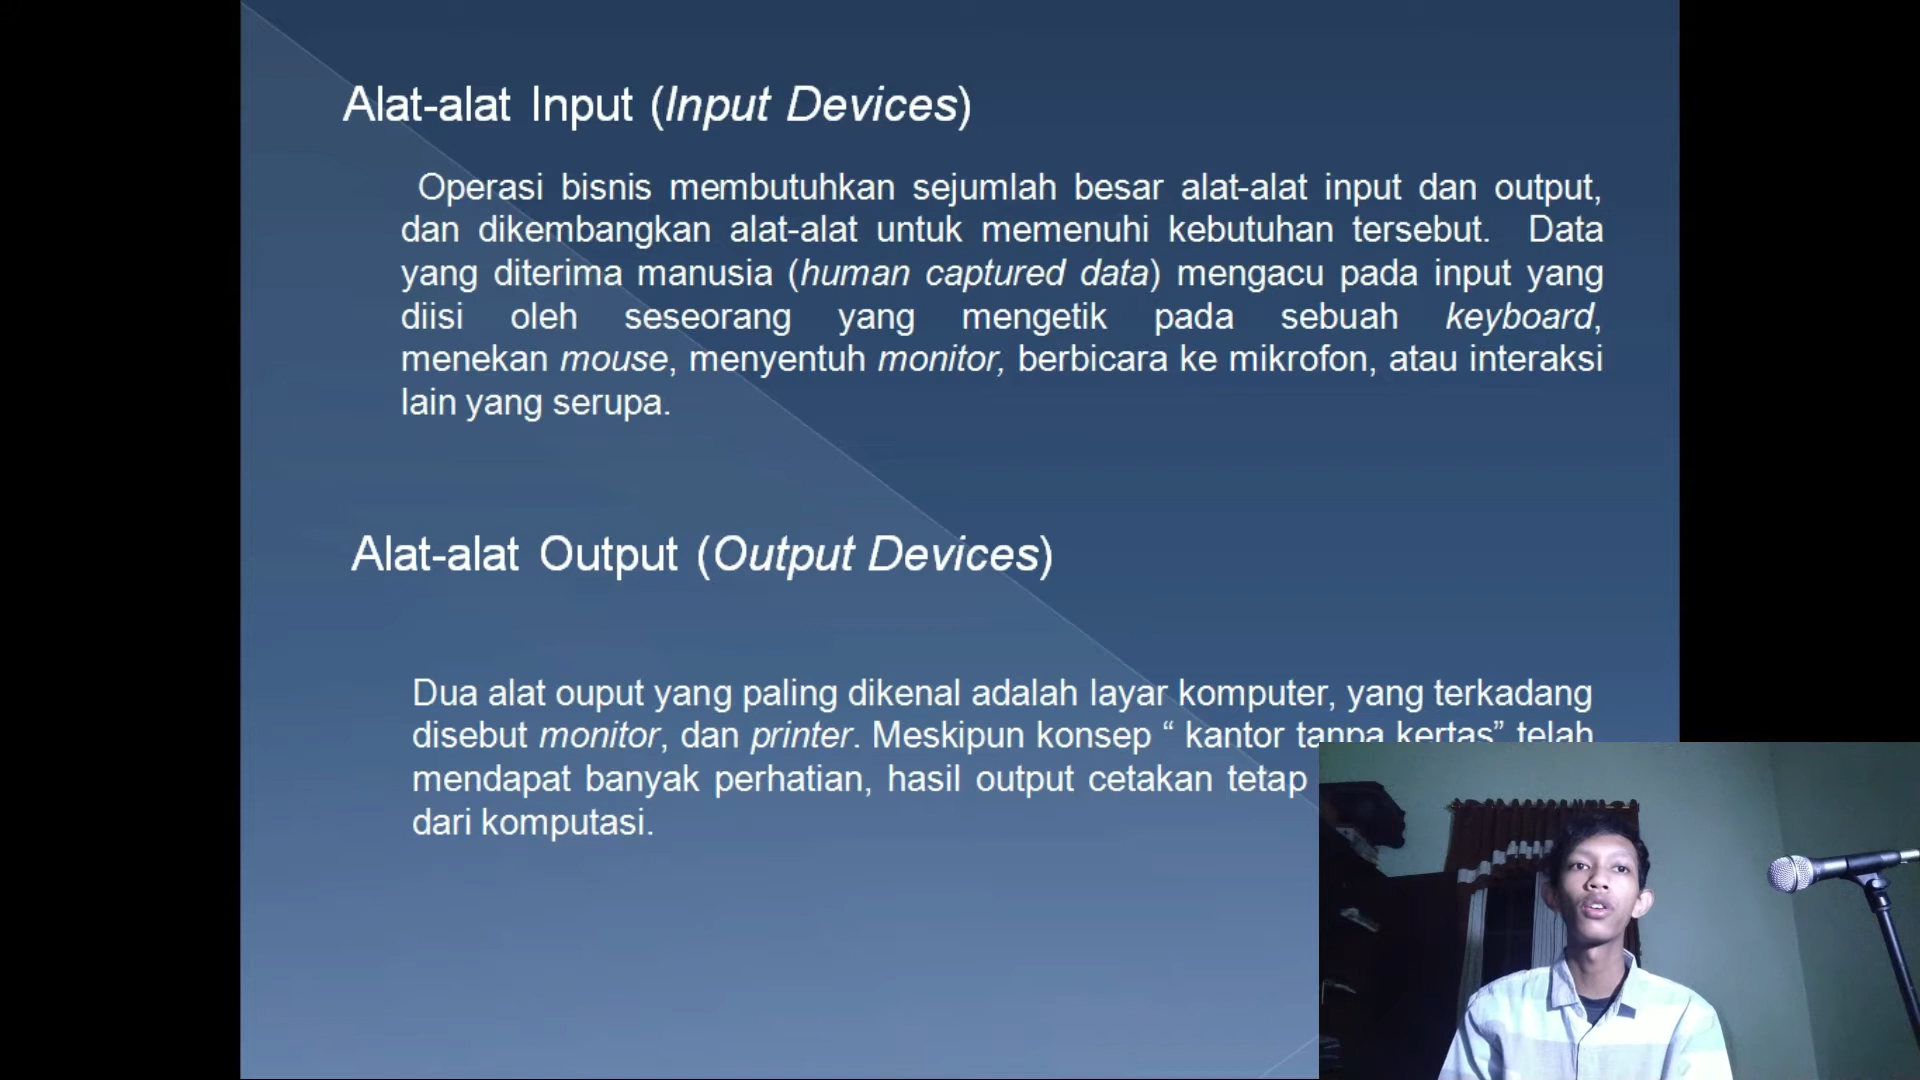 Alat-alat Input (Input Devices)
Operasi bisnis membutuhkan sejumlah besar alat-alat input dan output,
dan dikembangkan alat-alat untuk memenuhi kebutuhan tersebut. Data
yang diterima manusia (human captured data) mengacu pada input yang
diisi oleh seseorang yang mengetik pada sebuah keyboard,
menekan mouse, menyentuh monitor, berbicara ke mikrofon, atau interaksi
lain yang serupa.
Alat-alat Output (Output Devices)
Dua alat ouput yang paling dikenal adalah layar komputer, yang terkadang
disebut monitor, dan printer. Meskipun konsep “ kantor tanpa kertas” telah
mendapat banyak perhatian, hasil output cetakan tetap
dari komputasi.